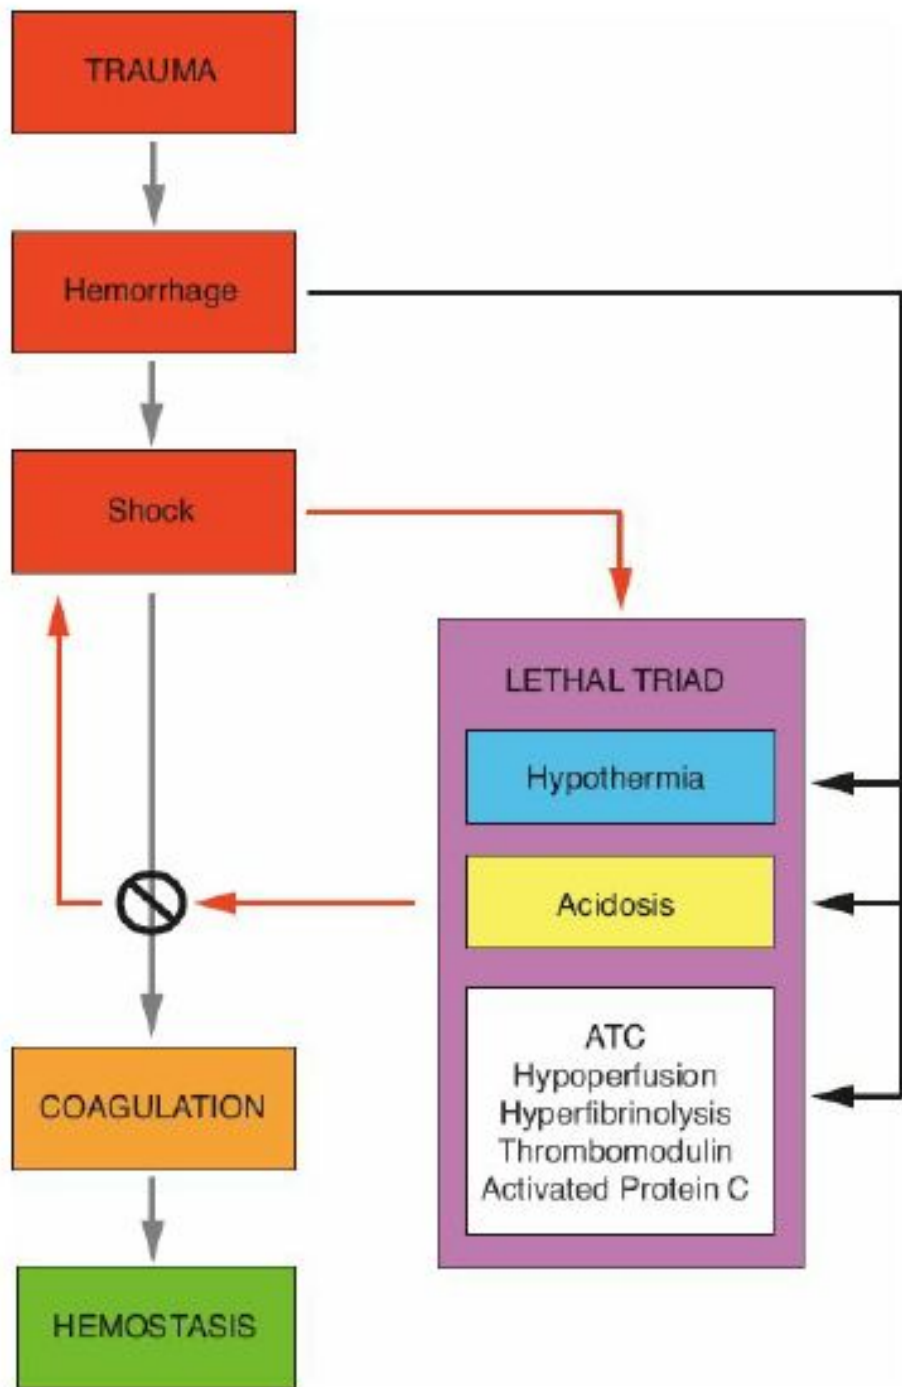 TRAUMA
Hemorrhage
Shock
LETHAL TRIAD
Hypothermia
Acidosis
ATC
Hypoperfusion
Hyperfibrinolysis
Thrombomodulin
Activated Protein C
COAGULATION
HEMOSTASIS